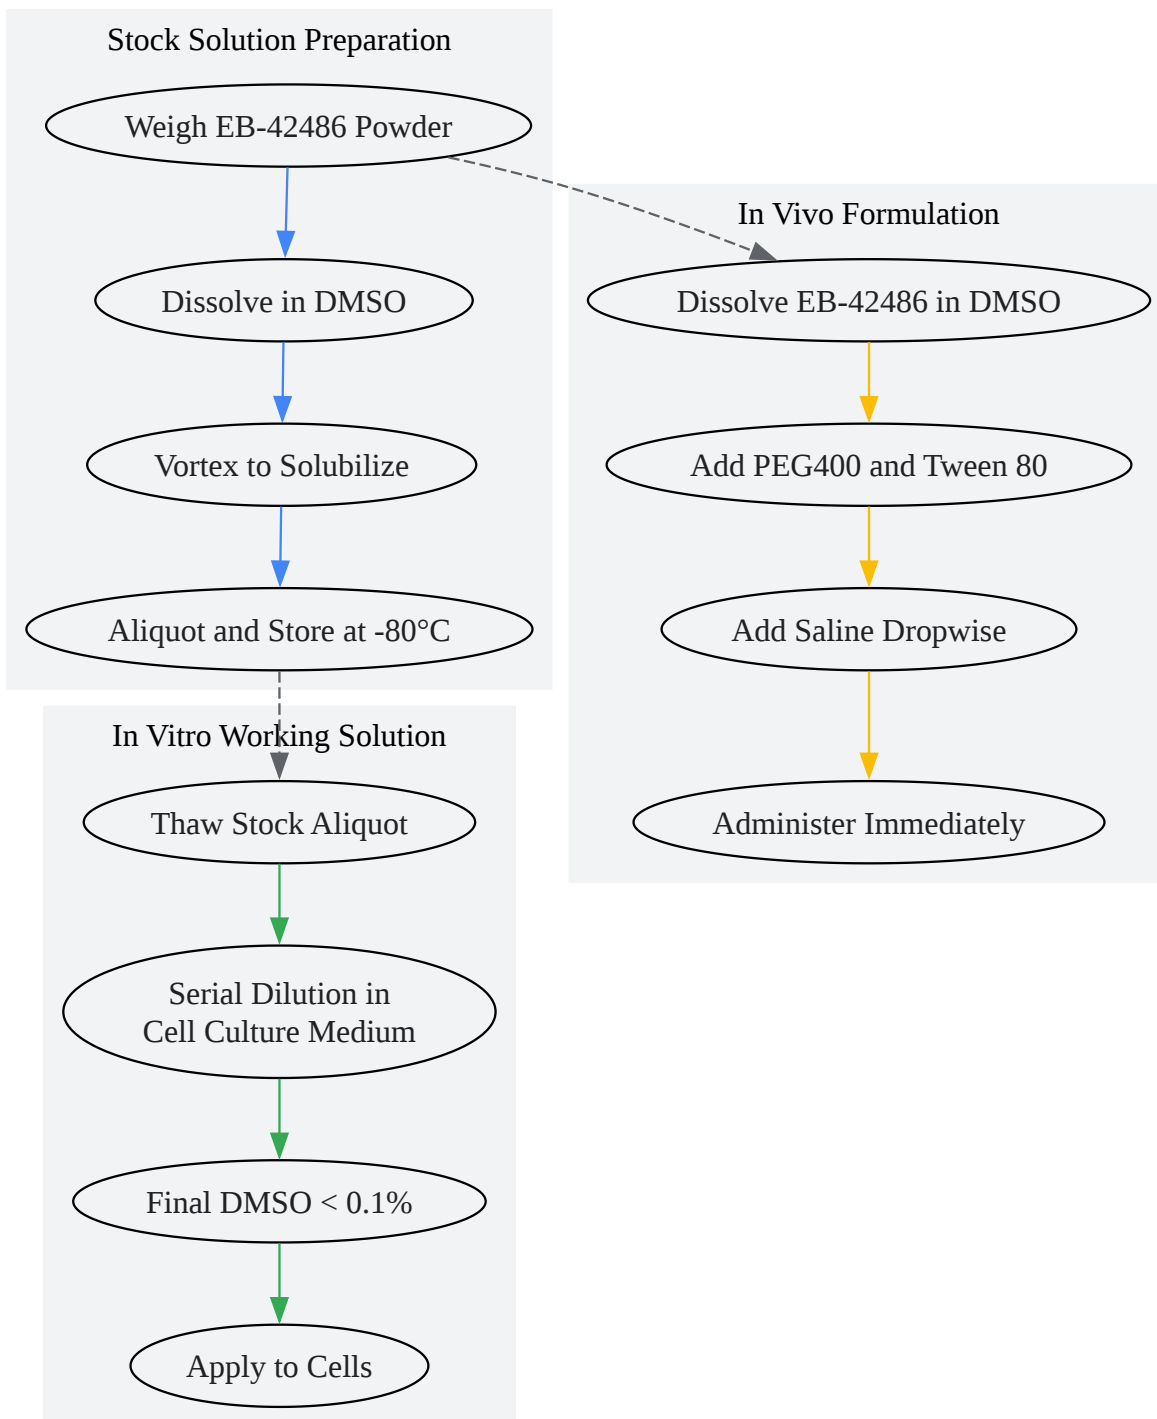 Stock Solution Preparation
Weigh EB-42486 Powder
Dissolve in DMSO
Vortex to Solubilize
Aliquot and Store at -80°C
In Vivo Formulation
Dissolve EB-42486 in DMSO
Add PEG400 and Tween 80
Add Saline Dropwise
Administer Immediately
In Vitro Working Solution
Thaw Stock Aliquot
Serial Dilution in
Cell Culture Medium
Final DMSO < 0.1%
Apply to Cells